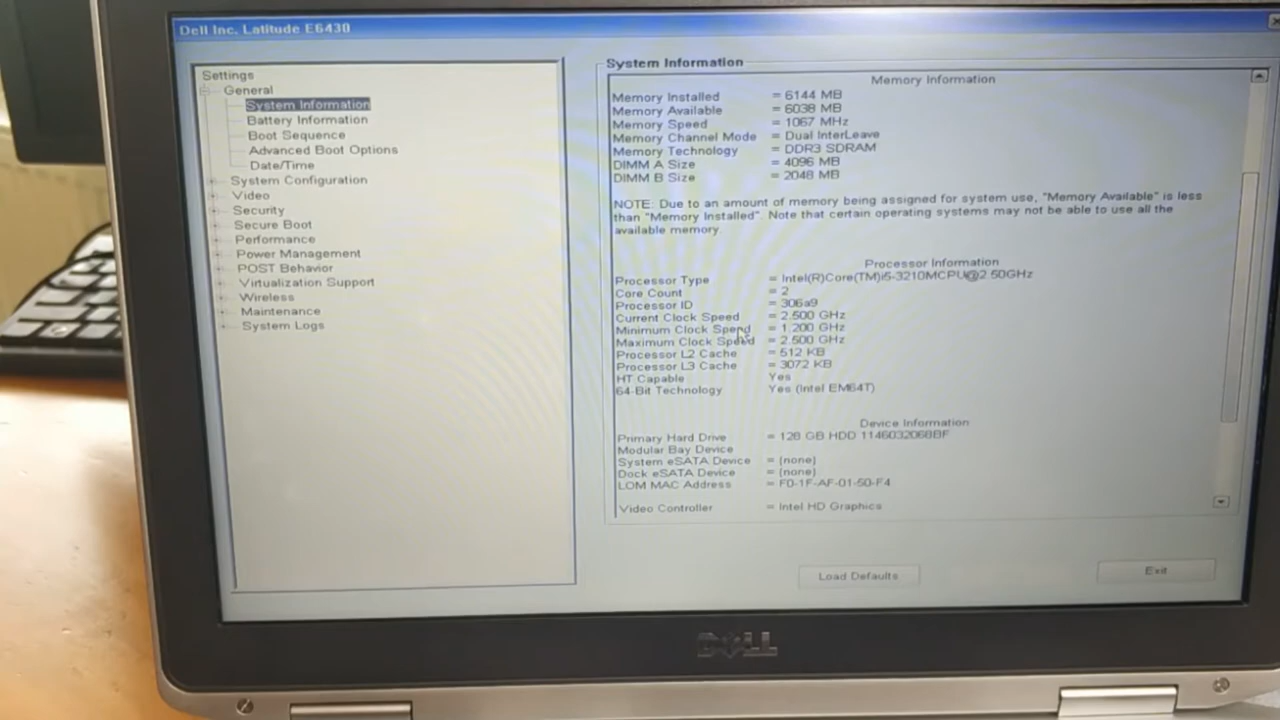 Dell Inc. Latitude E6430
Settings
General
System Information
Battery Information
Boot Sequence
Advanced Boot Options
Date/Time
System Configuration
Video
Security
Secure Boot
Performance
Power Management
POST Behavior
Virtualization Support
Wireless
Maintenance
System Logs
System Information
Memory Information
Memory Installed = 6144 MB
Memory Available = 6038 MB
Memory Speed = 1067 MHz
Memory Channel Mode = Dual InterLeave
Memory Technology = DDR3 SDRAM
DIMM A Size = 4096 MB
DIMM B Size = 2048 MB
NOTE: Due to an amount of memory being assigned for system use, "Memory Available" is less
than "Memory Installed". Note that certain operating systems may not be able to use all the
available memory.
Processor Information
Processor Type = Intel(R)Core(TM)i5-3210MCPU@2.50GHz
Core Count = 2
Processor ID = 306a9
Current Clock Speed = 2.500 GHz
Minimum Clock Speed = 1.200 GHz
Maximum Clock Speed = 2.500 GHz
Processor L2 Cache = 512 KB
Processor L3 Cache = 3072 KB
HT Capable Yes
64-Bit Technology Yes (Intel EM64T)
Device Information
Primary Hard Drive = 128 GB HDD 1146032068BF
Modular Bay Device
System eSATA Device = (none)
Dock eSATA Device = (none)
LOM MAC Address = F0-1F-AF-01-50-F4
Video Controller = Intel HD Graphics
Load Defaults
Exit
DELL